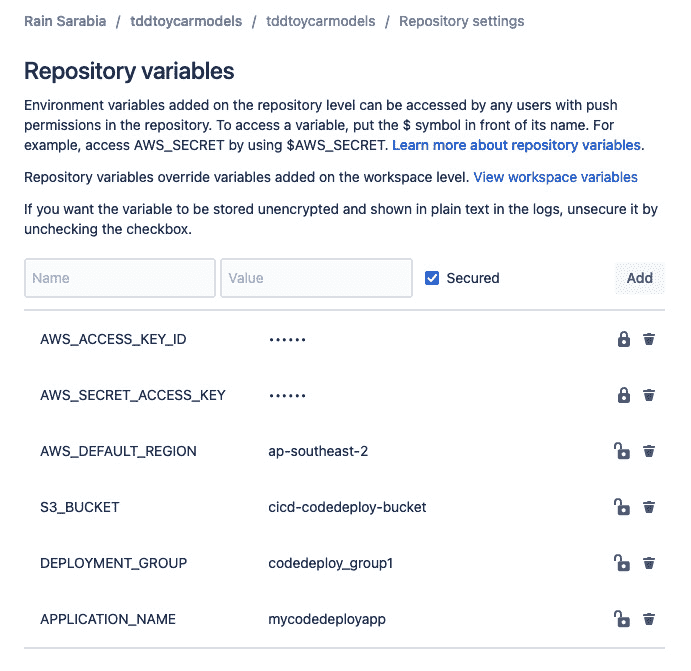 Rain Sarabia / tddtoycarmodels / tddtoycarmodels / Repository settings
Repository variables
Environment variables added on the repository level can be accessed by any users with push
permissions in the repository. To access a variable, put the $ symbol in front of its name. For
example, access AWS_SECRET by using $AWS_SECRET. Learn more about repository variables.
Repository variables override variables added on the workspace level. View workspace variables
If you want the variable to be stored unencrypted and shown in plain text in the logs, unsecure it by
unchecking the checkbox.
Name Value Secured Add
AWS_ACCESS_KEY_ID ••••••
AWS_SECRET_ACCESS_KEY ••••••
AWS_DEFAULT_REGION ap-southeast-2
S3_BUCKET cicd-codedeploy-bucket
DEPLOYMENT_GROUP codedeploy_group1
APPLICATION_NAME mycodedeployapp